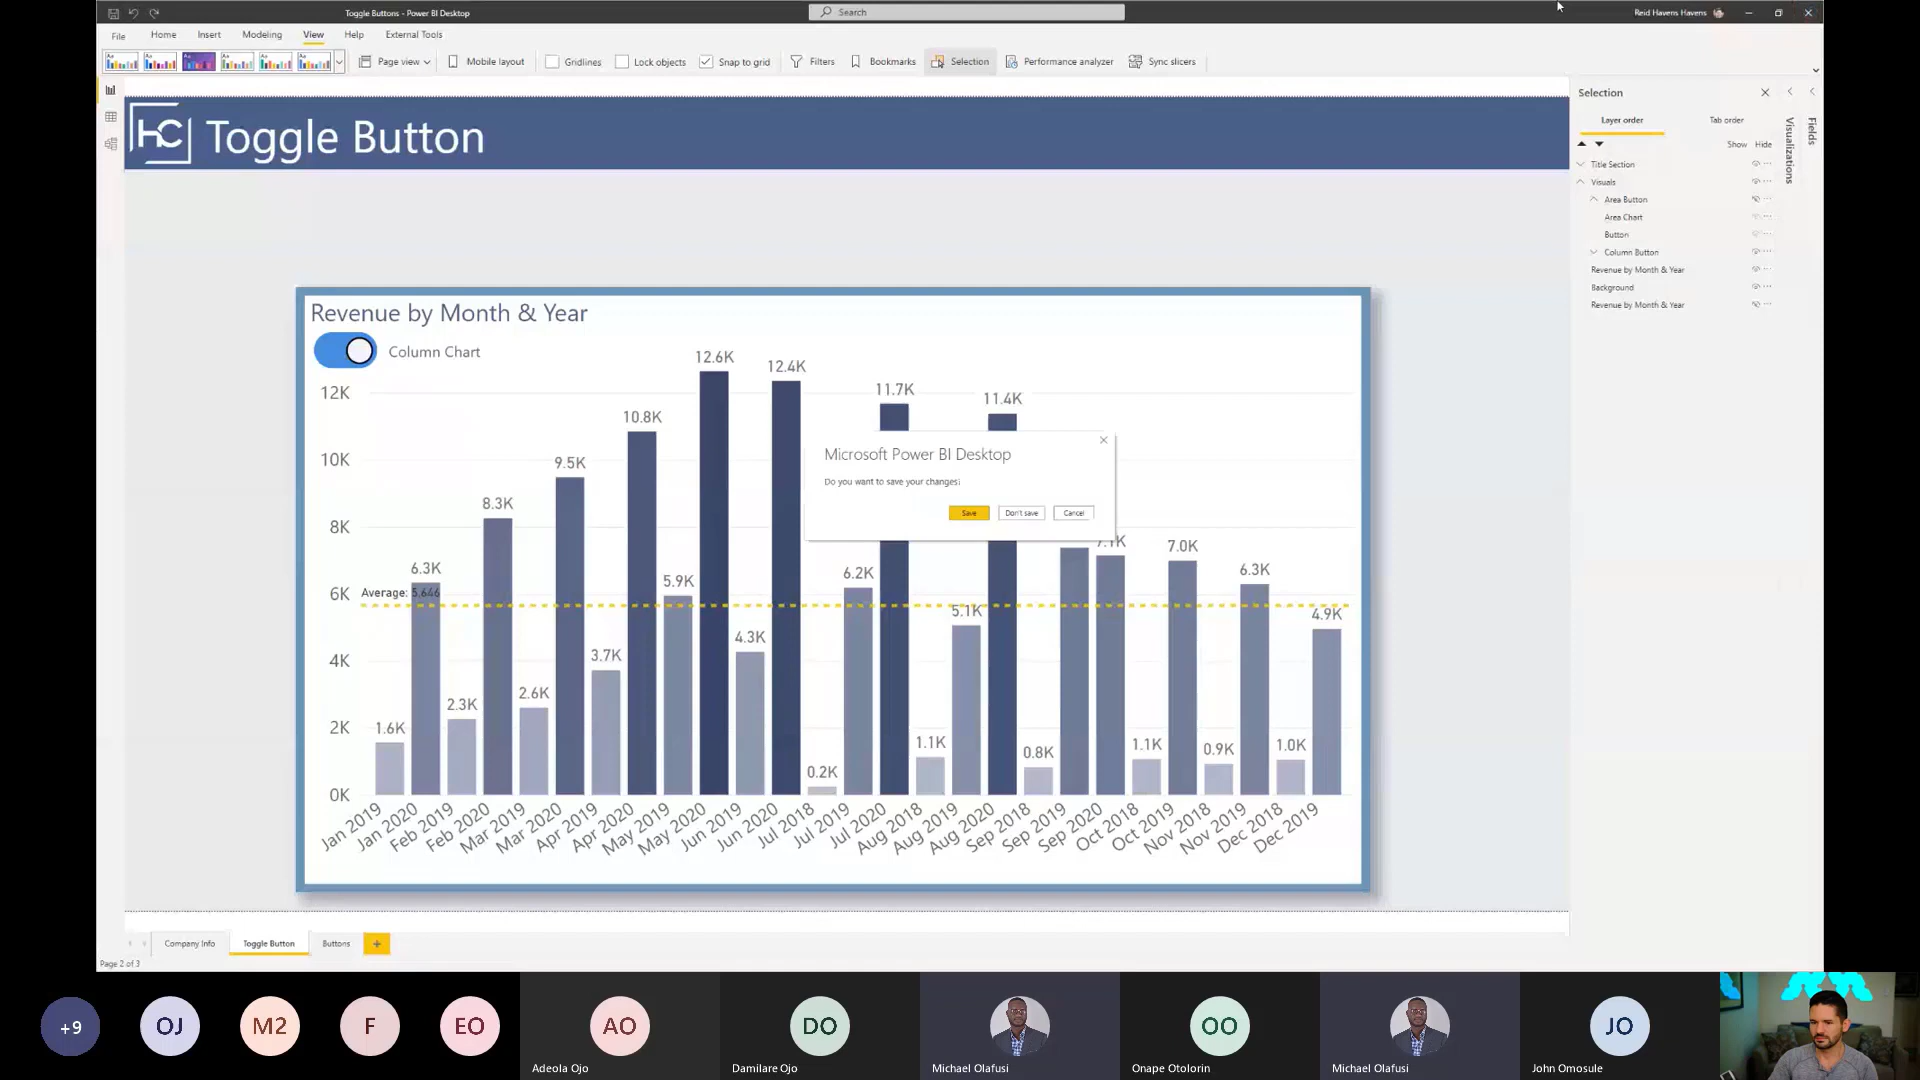 Toggle Buttons - Power BI Desktop
Search
Reid Havens Havens
File
Home
Insert
Modeling
View
Help
External Tools
Page view
Mobile layout
Gridlines
Lock objects
Snap to grid
Filters
Bookmarks
Selection
Performance analyzer
Sync slicers
HC Toggle Button
Selection
Layer order
Tab order
Show
Hide
Title Section
Visuals
Area Button
Area Chart
Button
Column Button
Revenue by Month & Year
Background
Revenue by Month & Year
Visualizations
Fields
Revenue by Month & Year
Column Chart
12K
10K
8K
6K
4K
2K
0K
Average: 5,646
1.6K
6.3K
2.3K
8.3K
2.6K
9.5K
3.7K
10.8K
5.9K
12.6K
4.3K
12.4K
0.2K
6.2K
11.7K
1.1K
5.1K
11.4K
0.8K
7.1K
1.1K
7.0K
0.9K
6.3K
1.0K
4.9K
Jan 2019
Jan 2020
Feb 2019
Feb 2020
Mar 2019
Mar 2020
Apr 2019
Apr 2020
May 2019
May 2020
Jun 2019
Jun 2020
Jul 2018
Jul 2019
Jul 2020
Aug 2018
Aug 2019
Aug 2020
Sep 2018
Sep 2019
Sep 2020
Oct 2018
Oct 2019
Nov 2018
Nov 2019
Dec 2018
Dec 2019
Microsoft Power BI Desktop
Do you want to save your changes?
Save
Don't save
Cancel
Company Info
Toggle Button
Buttons
+
Page 2 of 3
+9
OJ
M2
F
EO
AO
Adeola Ojo
DO
Damilare Ojo
Michael Olafusi
OO
Onape Otolorin
Michael Olafusi
JO
John Omosule